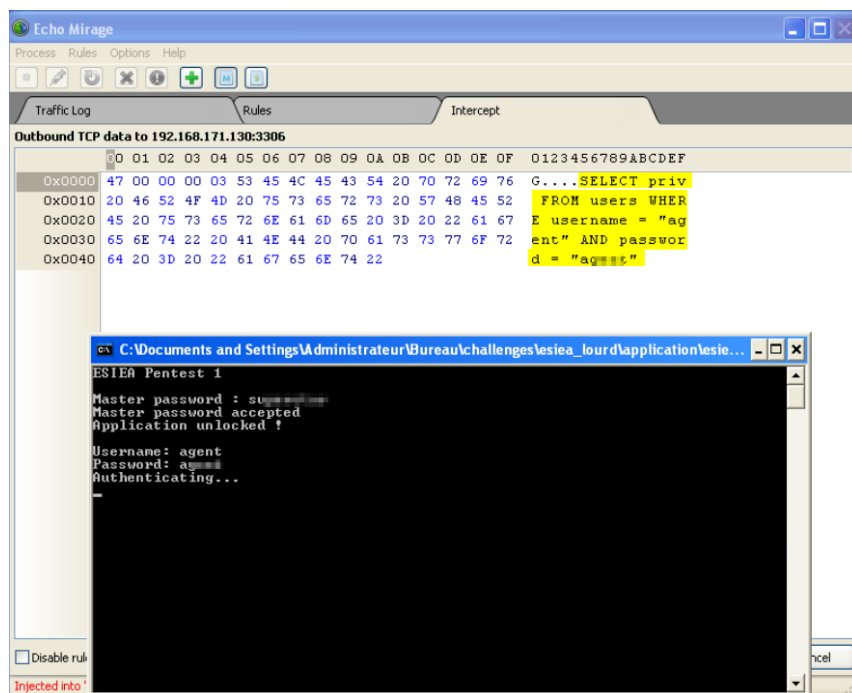 Echo Mirage
Process Rules Options Help
Traffic Log Rules Intercept
Outbound TCP data to 192.168.171.130:3306
00 01 02 03 04 05 06 07 08 09 0A 0B 0C 0D 0E 0F 0123456789ABCDEF
0x0000 47 00 00 00 03 53 45 4C 45 43 54 20 70 72 69 76 G....SELECT priv
0x0010 20 46 52 4F 4D 20 75 73 65 72 73 20 57 48 45 52 FROM users WHER
0x0020 45 20 75 73 65 72 6E 61 6D 65 20 3D 20 22 61 67 E username = "ag
0x0030 65 6E 74 22 20 41 4E 44 20 70 61 73 73 77 6F 72 ent" AND passwor
0x0040 64 20 3D 20 22 61 67 65 6E 74 22 d = "
C:\Documents and Settings\Administrateur\Bureau\challenges\esiea_lourd\application\esie...
ESIEA Pentest 1
Master password :
Master password accepted
Application unlocked !
Username: agent
Password:
Authenticating...
Disable
Injected into '